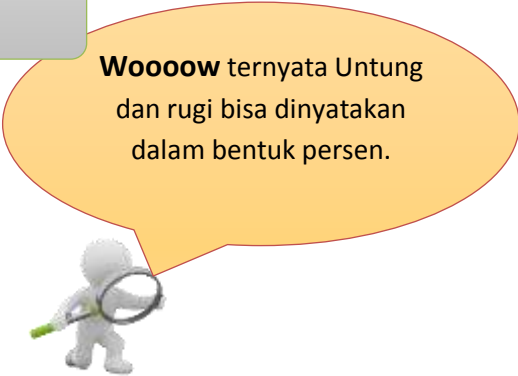 Woooow ternyata Untung
dan rugi bisa dinyatakan
dalam bentuk persen.